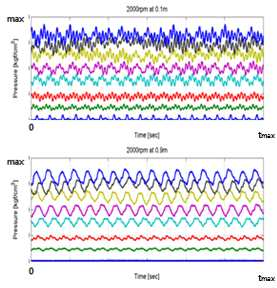 2000rpm at 0.1m
max
Pressure [kgf/cm²]
0
Time [sec]
tmax
2000rpm at 0.9m
max
Pressure [kgf/cm²]
0
Time [sec]
tmax